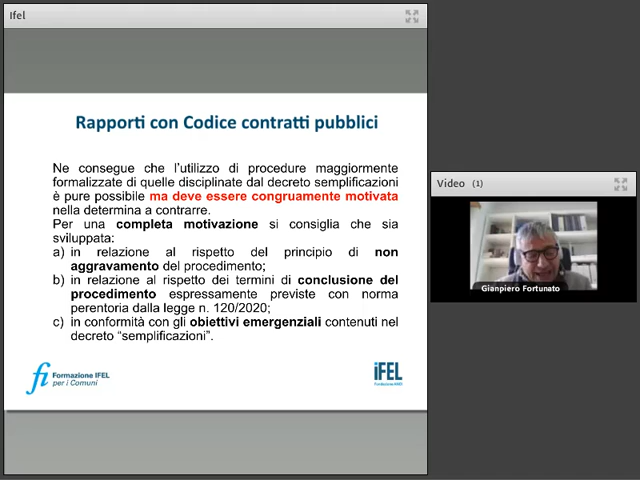 Ifel
Rapporti con Codice contratti pubblici
Ne consegue che l'utilizzo di procedure maggiormente
formalizzate di quelle disciplinate dal decreto semplificazioni
è pure possibile ma deve essere congruamente motivata
nella determina a contrarre.
Per una completa motivazione si consiglia che sia
sviluppata:
a) in relazione al rispetto del principio di non
aggravamento del procedimento;
b) in relazione al rispetto dei termini di conclusione del
procedimento espressamente previste con norma
perentoria dalla legge n. 120/2020;
c) in conformità con gli obiettivi emergenziali contenuti nel
decreto “semplificazioni”.
fi Formazione IFEL
per i Comuni
iFEL
Fondazione ANCI
Video (1)
Gianpiero Fortunato